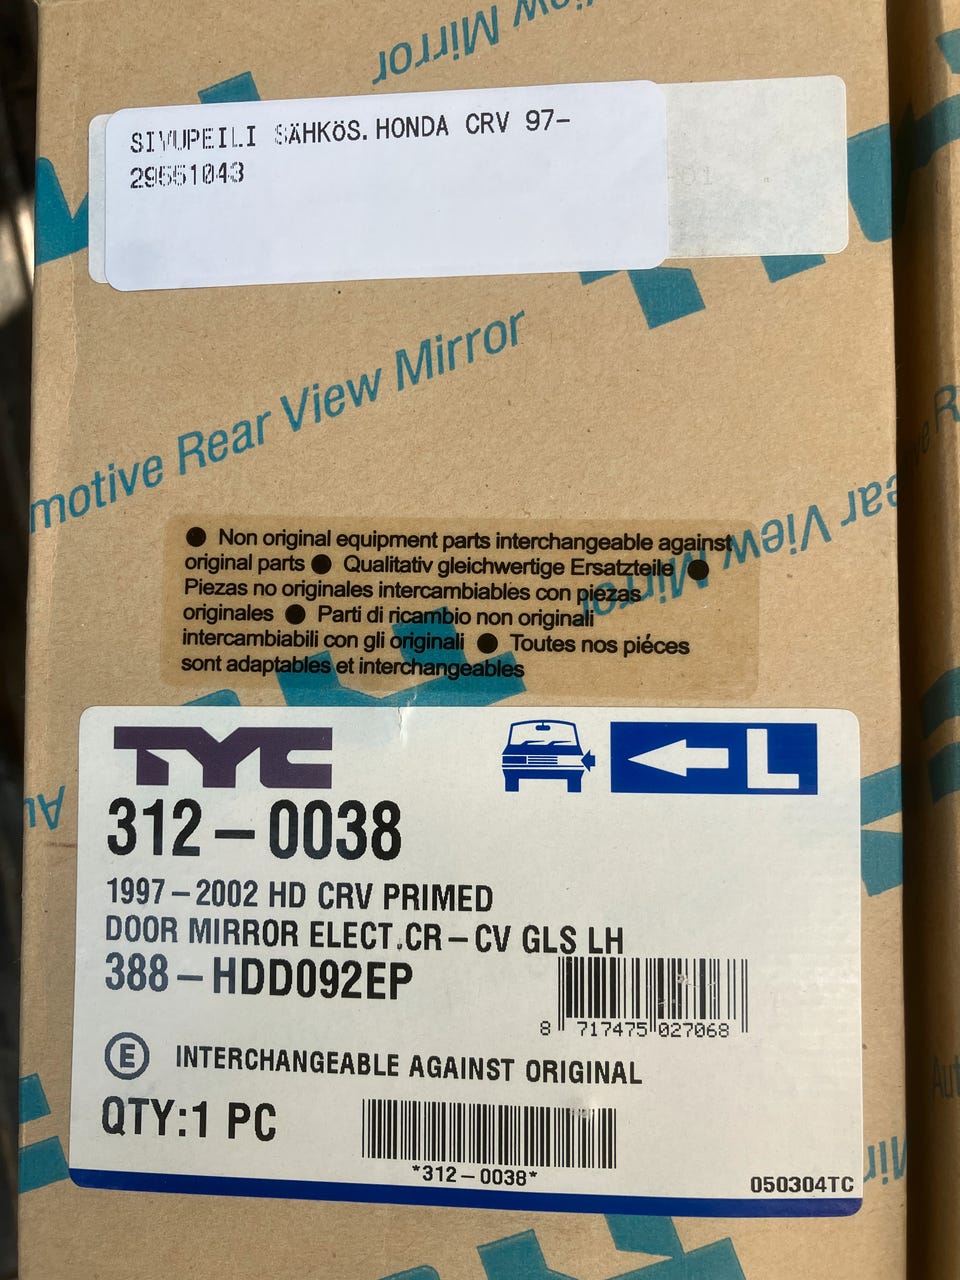 Rear View Mirror
SIVUPEILI SÄHKÖS.HONDA CRV 97-
29551043
motive Rear View Mirror
ear View Mirror
● Non original equipment parts interchangeable against
original parts ● Qualitativ gleichwertige Ersatzteile ●
Piezas no originales intercambiables con piezas
originales ● Parti di ricambio non originali
intercambiabili con gli originali ● Toutes nos piéces
sont adaptables et interchangeables
TYC
L
312-0038
1997-2002 HD CRV PRIMED
DOOR MIRROR ELECT.CR-CV GLS LH
388-HDD092EP
8 717475 027068
E INTERCHANGEABLE AGAINST ORIGINAL
QTY:1 PC
*312-0038*
050304TC